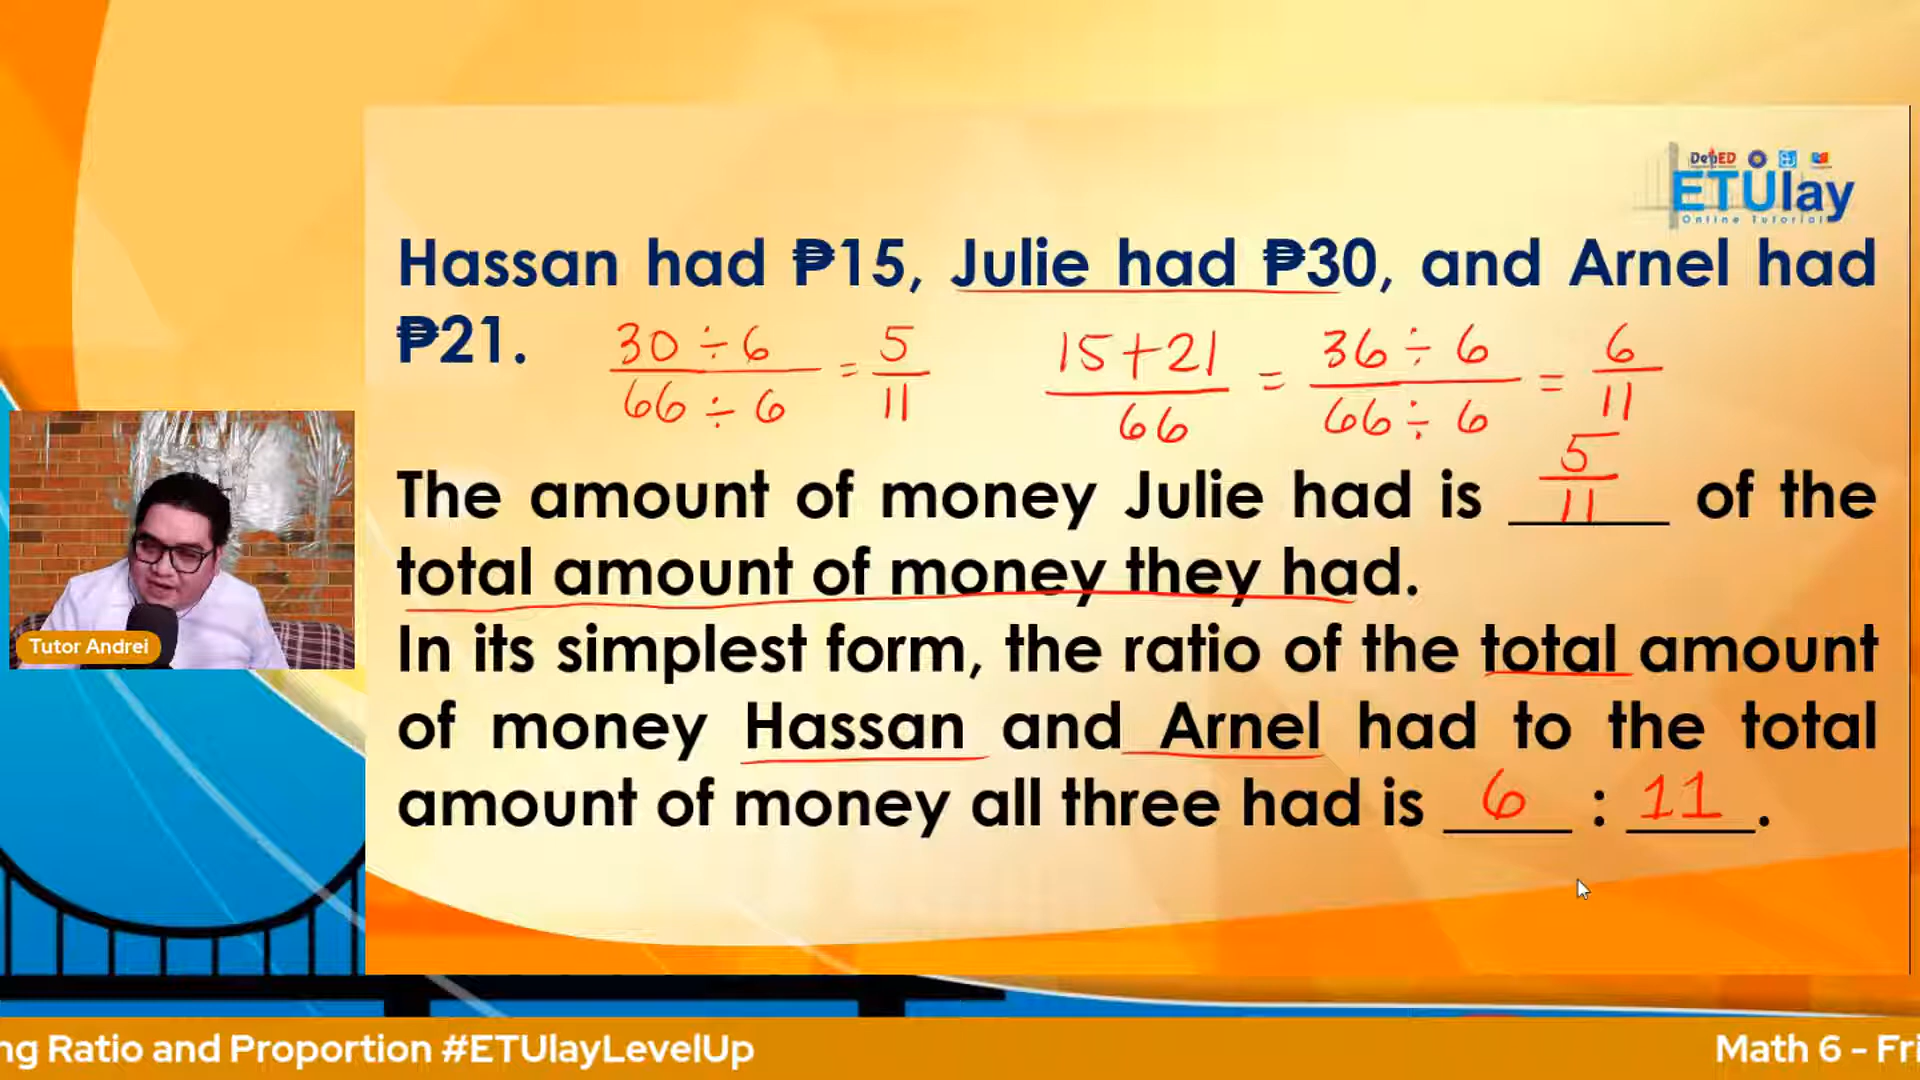 DepED
ETUlay
Online Tutorial
Hassan had ₱15, Julie had ₱30, and Arnel had
₱21.
30 ÷ 6 / 66 ÷ 6 = 5/11
15+21 / 66 = 36 ÷ 6 / 66 ÷ 6 = 6/11
The amount of money Julie had is 5/11 of the
total amount of money they had.
In its simplest form, the ratio of the total amount
of money Hassan and Arnel had to the total
amount of money all three had is 6 : 11.
Tutor Andrei
ng Ratio and Proportion #ETUlayLevelUp
Math 6 - Fri